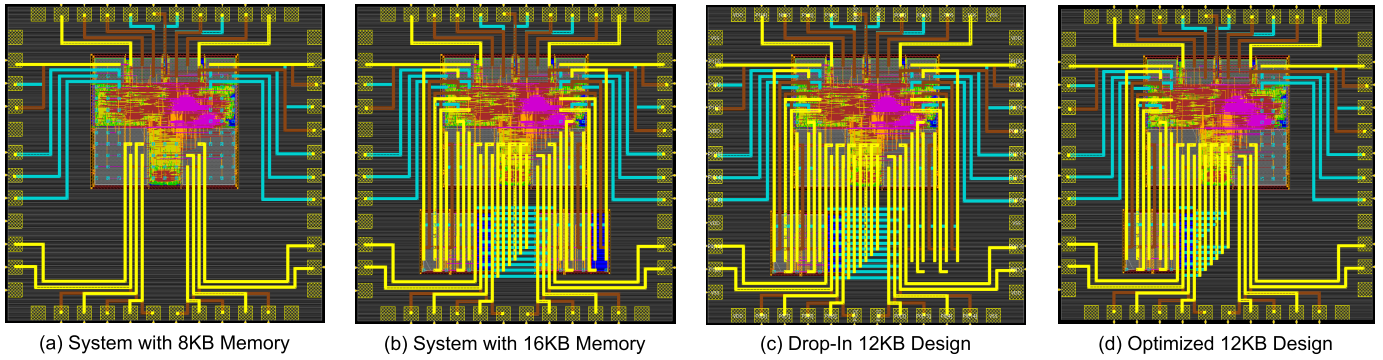 (a) System with 8KB Memory
(b) System with 16KB Memory
(c) Drop-In 12KB Design
(d) Optimized 12KB Design